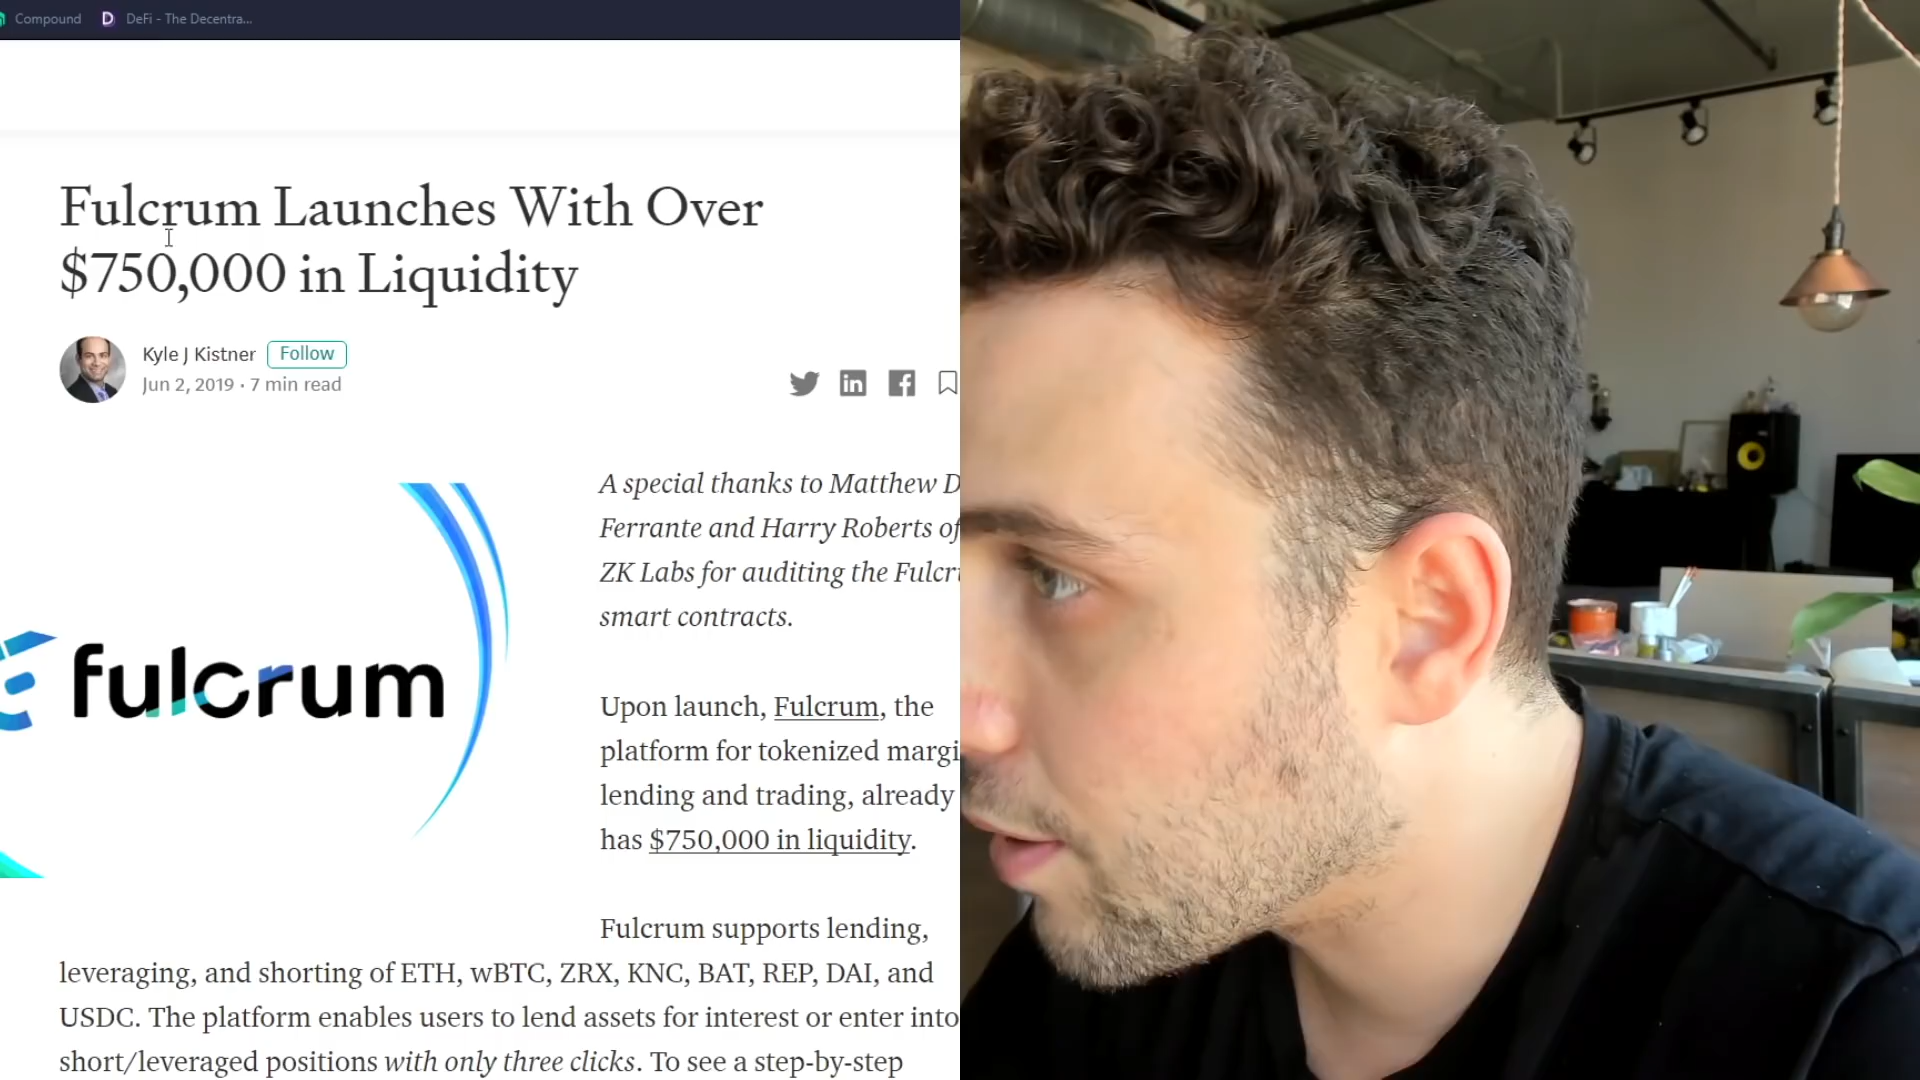 Compound DeFi - The Decentra...
Fulcrum Launches With Over
$750,000 in Liquidity
Kyle J Kistner Follow
Jun 2, 2019 · 7 min read
fulcrum
A special thanks to Matthew D
Ferrante and Harry Roberts of
ZK Labs for auditing the Fulcr
smart contracts.
Upon launch, Fulcrum, the
platform for tokenized margi
lending and trading, already
has $750,000 in liquidity.
Fulcrum supports lending,
leveraging, and shorting of ETH, wBTC, ZRX, KNC, BAT, REP, DAI, and
USDC. The platform enables users to lend assets for interest or enter into
short/leveraged positions with only three clicks. To see a step-by-step